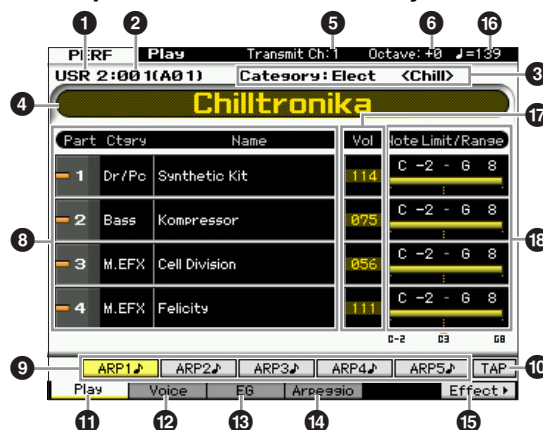 1 2 5 6 16
PERF Play Transmit Ch:1 Octave:+0 ♩=139
USR 2:001(A01) Category:Elect <Chill> 3
4 Chilltronika
17
Part Ctgry Name Vol Note Limit/Range
1 Dr/Pc Synthetic Kit 114 C -2 - G 8
2 Bass Kompressor 075 C -2 - G 8
8 18
3 M.EFX Cell Division 056 C -2 - G 8
4 M.EFX Felicity 111 C -2 - G 8
C-2 C3 G8
9 ARP1♪ ARP2♪ ARP3♪ ARP4♪ ARP5♪ TAP 10
Play Voice EG Arpeggio Effect▸
11 12 13 14 15